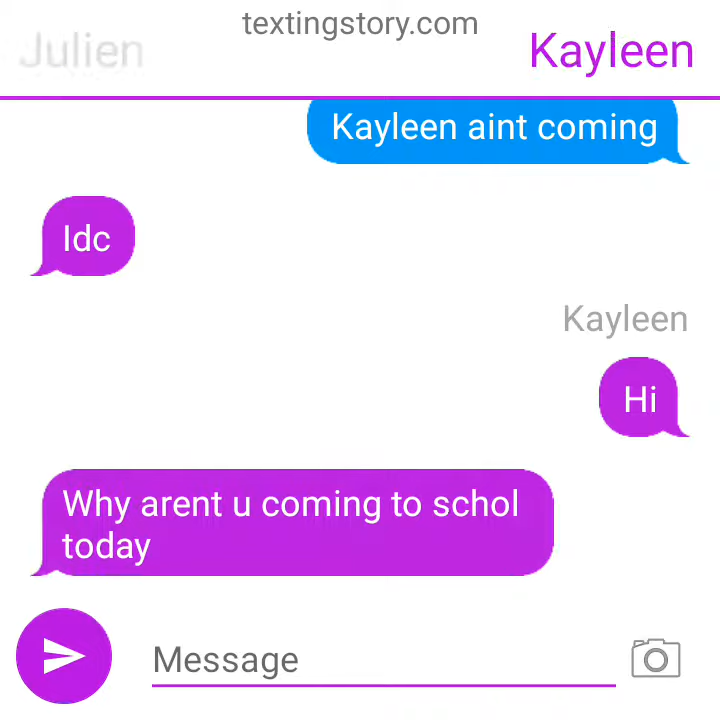 textingstory.com
Julien
Kayleen
Kayleen aint coming
Idc
Kayleen
Hi
Why arent u coming to schol
today
Message